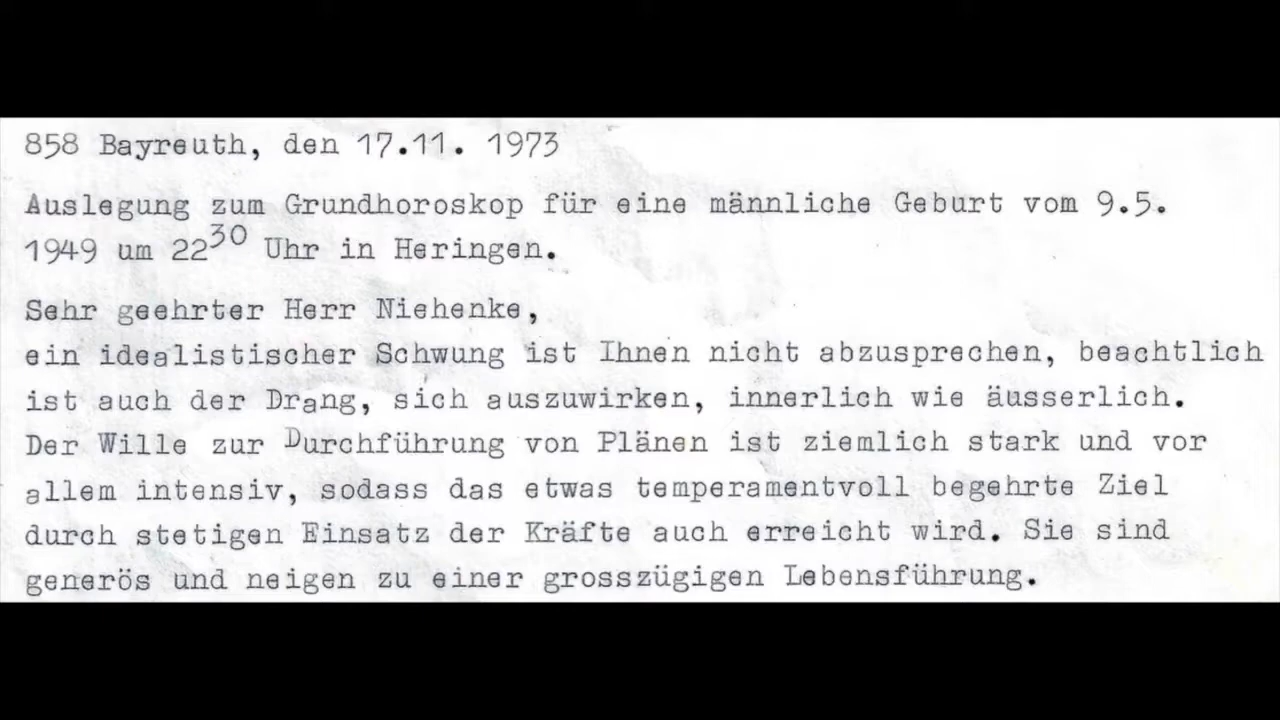 858 Bayreuth, den 17.11. 1973
Auslegung zum Grundhoroskop für eine männliche Geburt vom 9.5.
1949 um 22³⁰ Uhr in Heringen.
Sehr geehrter Herr Niehenke,
ein idealistischer Schwung ist Ihnen nicht abzusprechen, beachtlich
ist auch der Drang, sich auszuwirken, innerlich wie äusserlich.
Der Wille zur Durchführung von Plänen ist ziemlich stark und vor
allem intensiv, sodass das etwas temperamentvoll begehrte Ziel
durch stetigen Einsatz der Kräfte auch erreicht wird. Sie sind
generös und neigen zu einer grosszügigen Lebensführung.